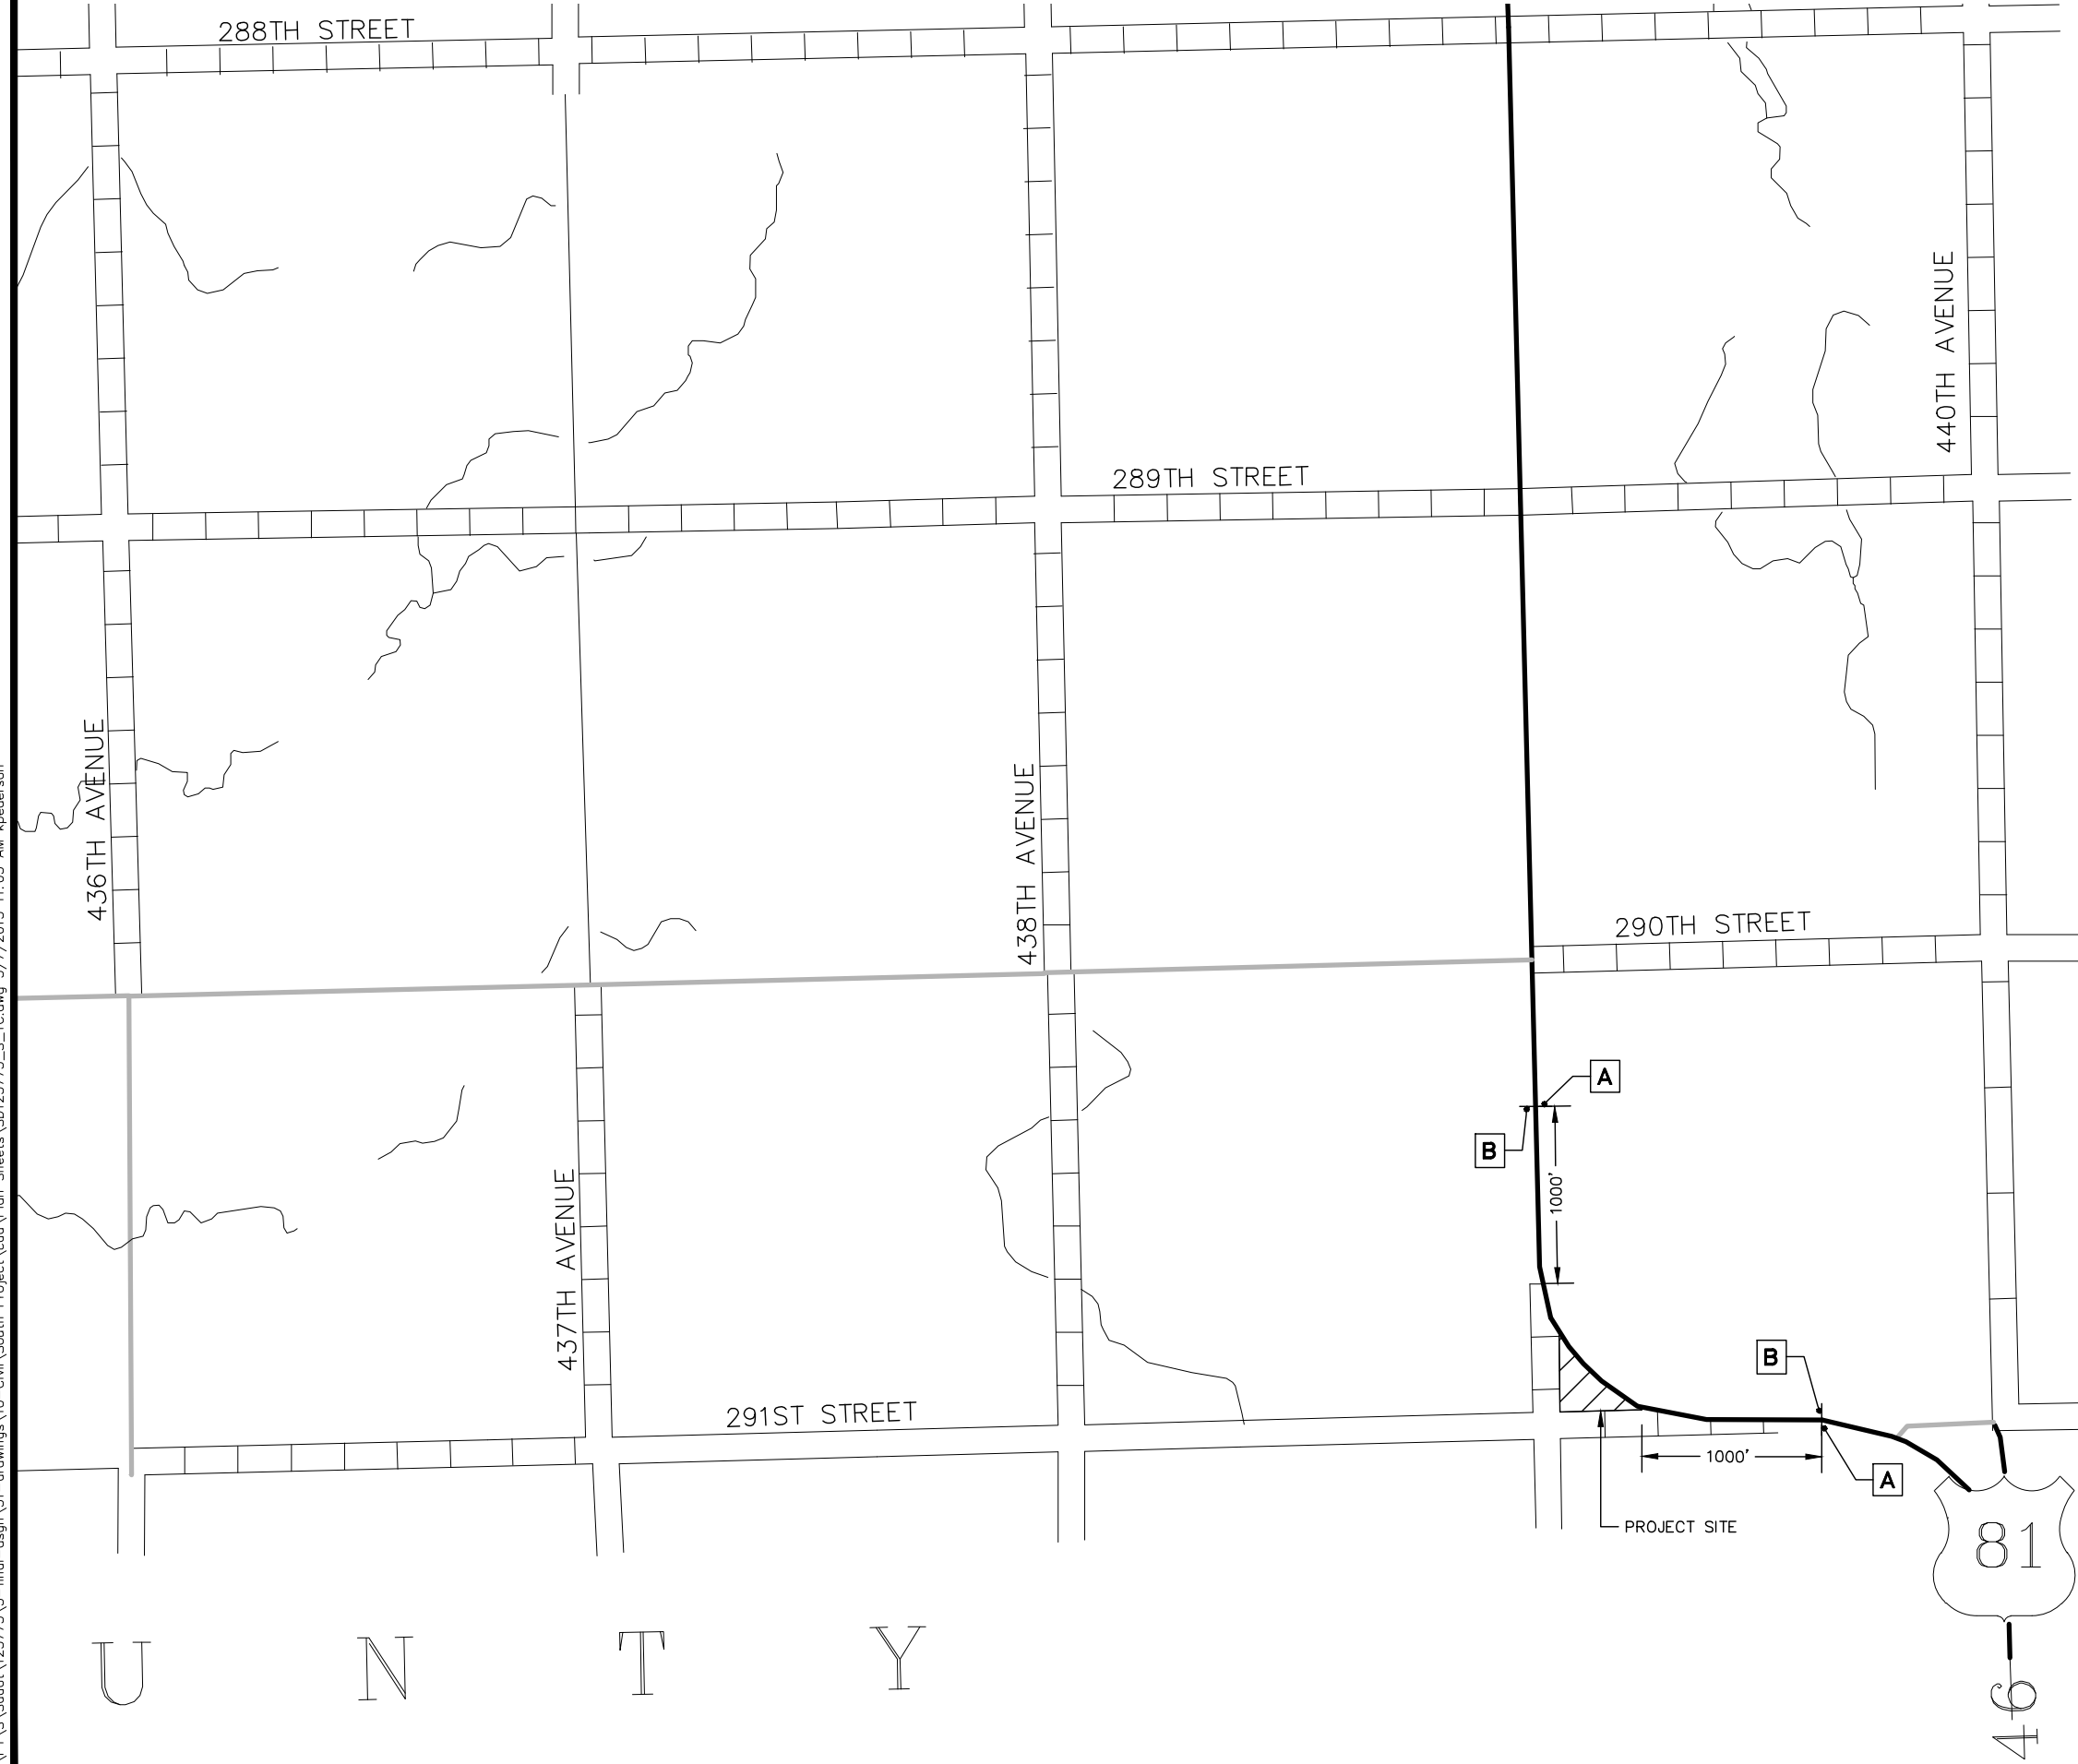 288TH STREET
440TH AVENUE
289TH STREET
436TH AVENUE
438TH AVENUE
290TH STREET
A
B
1000'
437TH AVENUE
B
291ST STREET
1000'
A
PROJECT SITE
81
U N T Y
46